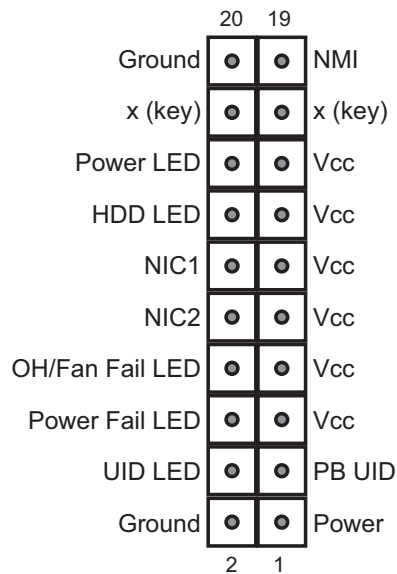 20 19
Ground NMI
x (key) x (key)
Power LED Vcc
HDD LED Vcc
NIC1 Vcc
NIC2 Vcc
OH/Fan Fail LED Vcc
Power Fail LED Vcc
UID LED PB UID
Ground Power
2 1